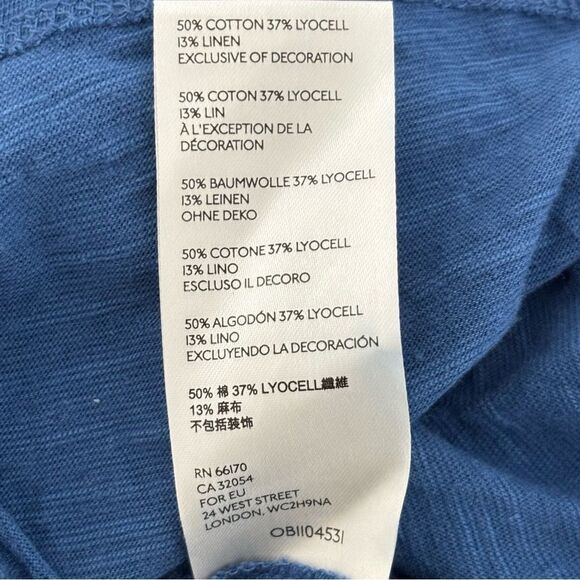 50% COTTON 37% LYOCELL
13% LINEN
EXCLUSIVE OF DECORATION
50% COTON 37% LYOCELL
13% LIN
À L'EXCEPTION DE LA
DÉCORATION
50% BAUMWOLLE 37% LYOCELL
13% LEINEN
OHNE DEKO
50% COTONE 37% LYOCELL
13% LINO
ESCLUSO IL DECORO
50% ALGODÓN 37% LYOCELL
13% LINO
EXCLUYENDO LA DECORACIÓN
50% 棉 37% LYOCELL纖維
13% 麻布
不包括裝飾
RN 66170
CA 32054
FOR EU
24 WEST STREET
LONDON, WC2H9NA
OB1104531